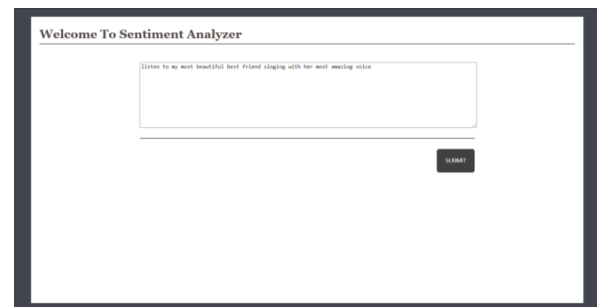 Welcome To Sentiment Analyzer
listen to my most beautiful best friend singing with her most amazing voice
SUBMIT